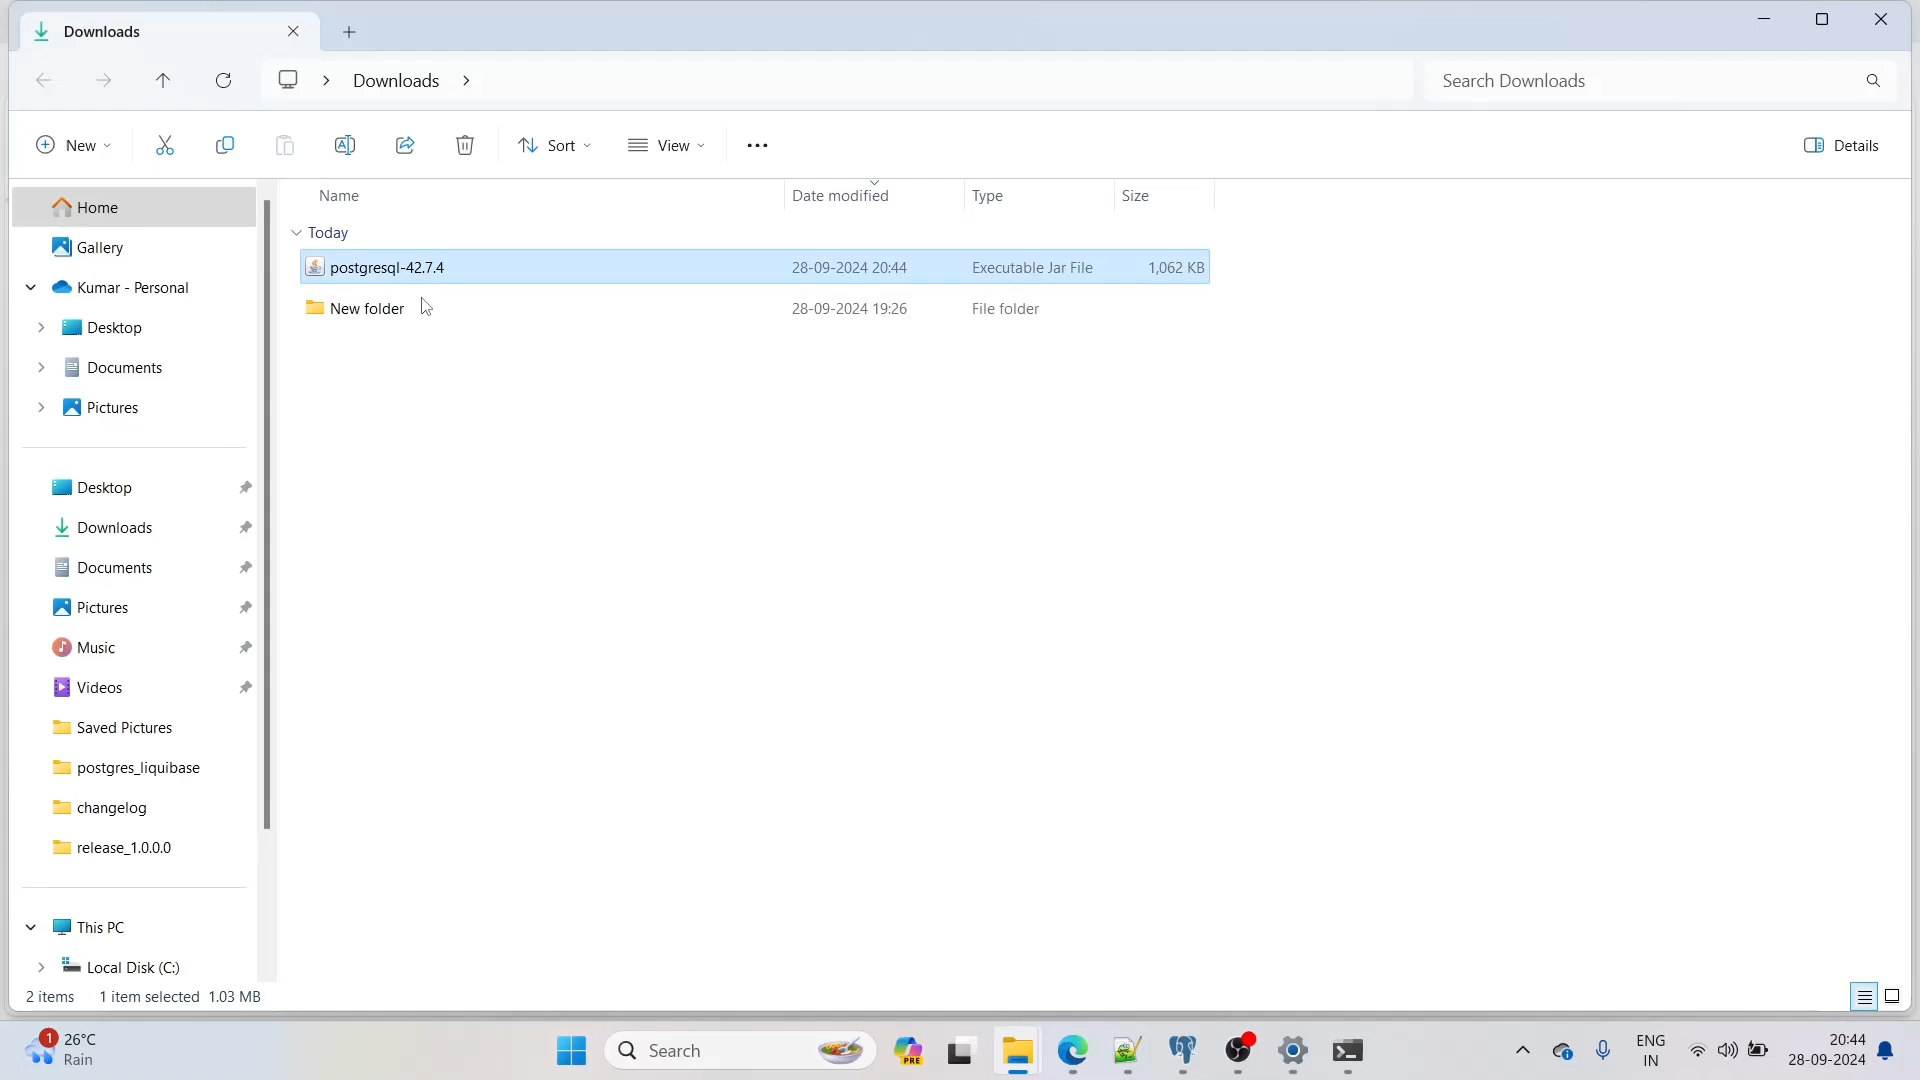 Downloads
Downloads
Search Downloads
New
Sort
View
Details
Name Date modified Type Size
Today
postgresql-42.7.4 28-09-2024 20:44 Executable Jar File 1,062 KB
New folder 28-09-2024 19:26 File folder
Home
Gallery
Kumar - Personal
Desktop
Documents
Pictures
Desktop
Downloads
Documents
Pictures
Music
Videos
Saved Pictures
postgres_liquibase
changelog
release_1.0.0.0
This PC
Local Disk (C:)
2 items 1 item selected 1.03 MB
1 26°C
Rain
Search
PRE
ENG
IN
20:44
28-09-2024